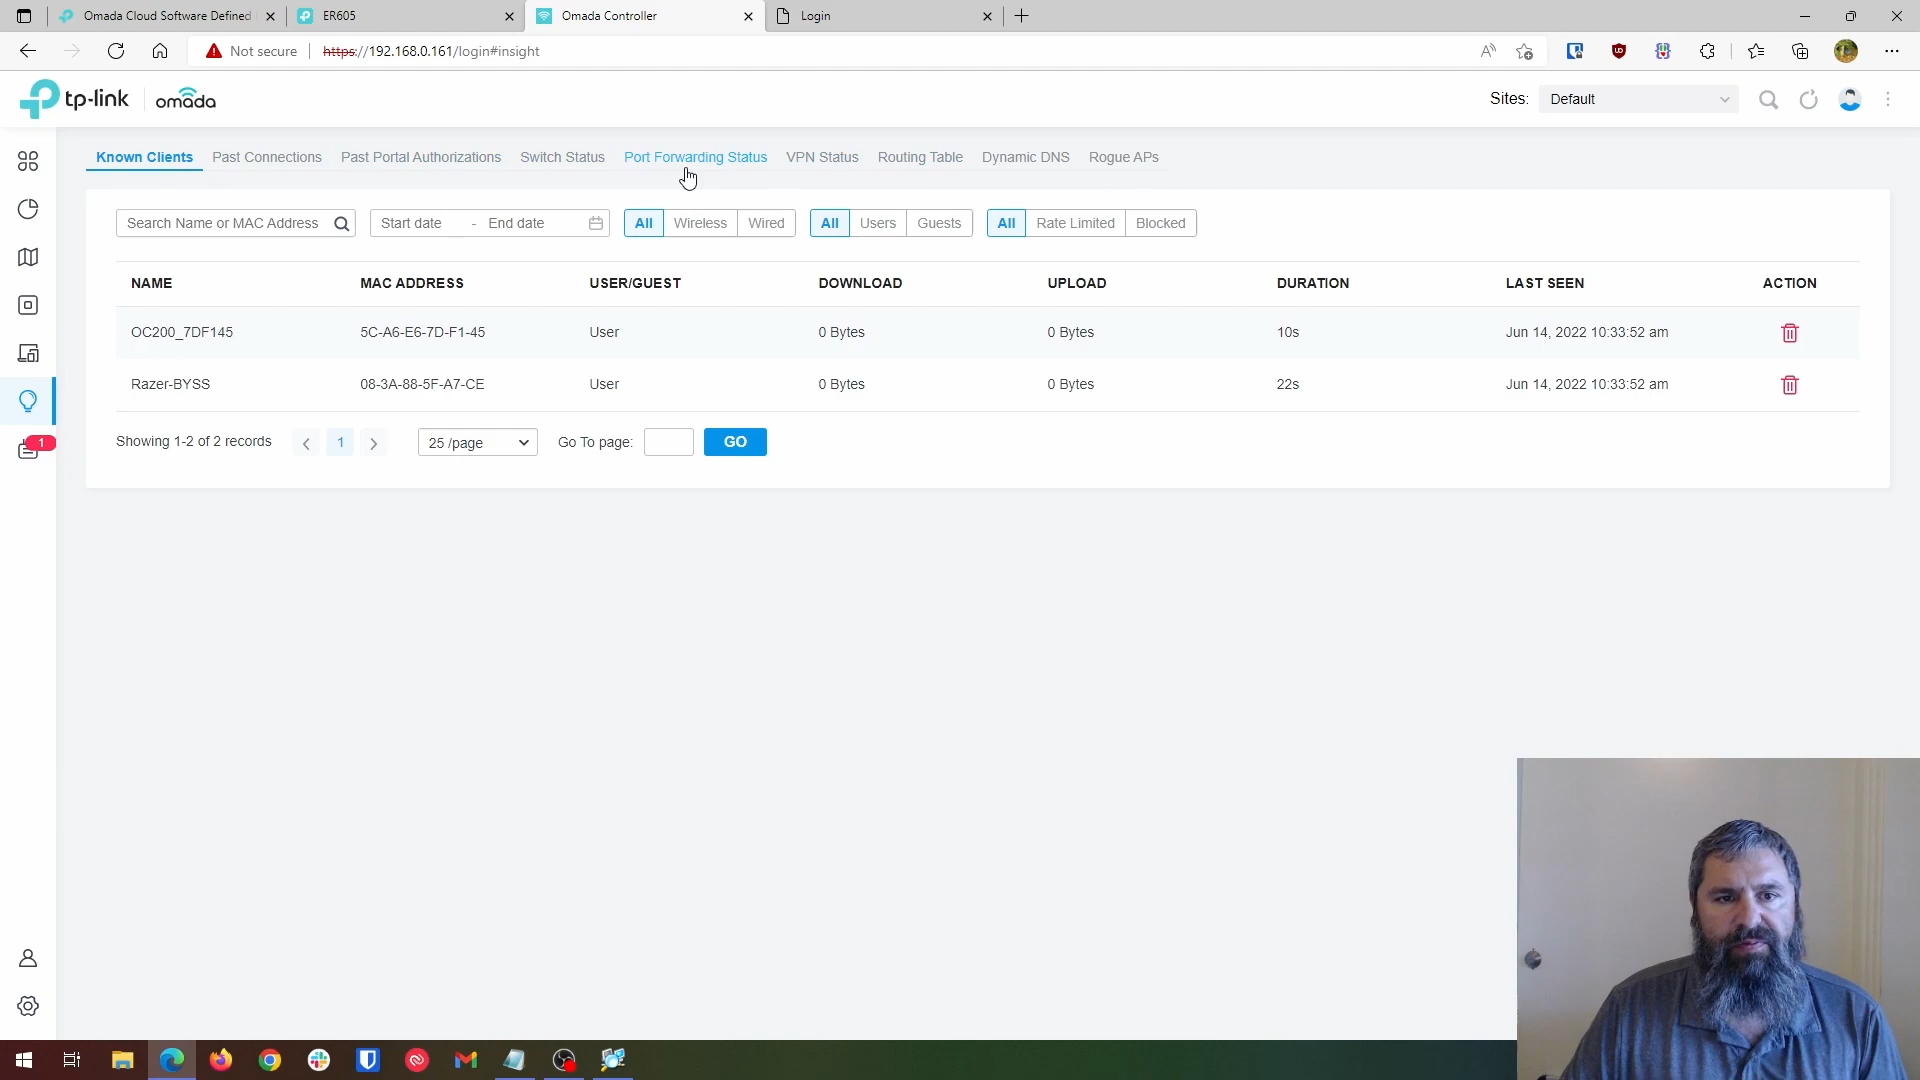 Omada Cloud Software Defined
ER605
Omada Controller
Login
Not secure
https://192.168.0.161/login#insight
tp-link
omada
Sites:
Default
Known Clients
Past Connections
Past Portal Authorizations
Switch Status
Port Forwarding Status
VPN Status
Routing Table
Dynamic DNS
Rogue APs
Search Name or MAC Address
Start date - End date
All Wireless Wired
All Users Guests
All Rate Limited Blocked
NAME MAC ADDRESS USER/GUEST DOWNLOAD UPLOAD DURATION LAST SEEN ACTION
OC200_7DF145 5C-A6-E6-7D-F1-45 User 0 Bytes 0 Bytes 10s Jun 14, 2022 10:33:52 am
Razer-BYSS 08-3A-88-5F-A7-CE User 0 Bytes 0 Bytes 22s Jun 14, 2022 10:33:52 am
Showing 1-2 of 2 records
1
25 /page
Go To page:
GO
1